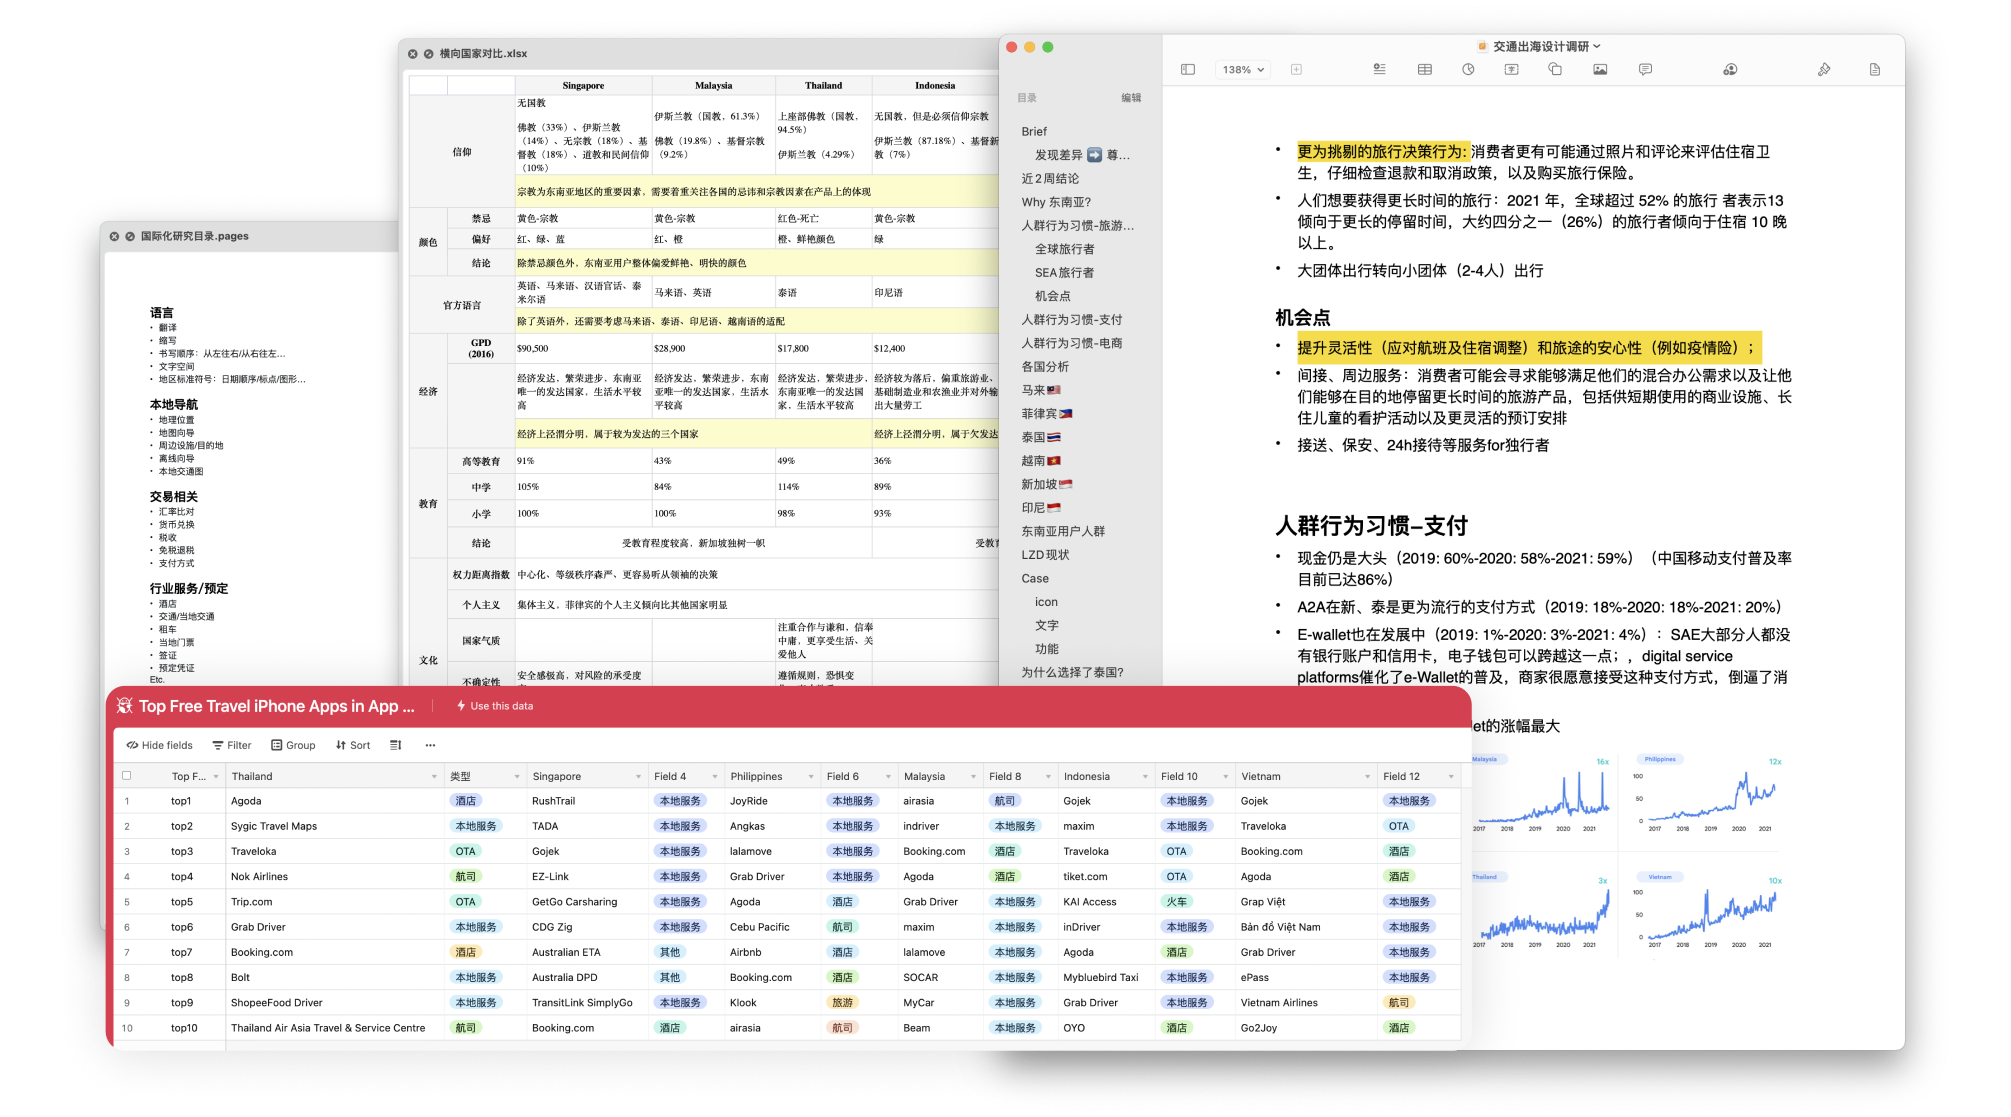 国际化研究目录.pages
语言
• 翻译
• 缩写
• 书写顺序：从左往右/从右往左...
• 文字空间
• 地区标准符号：日期顺序/标点/图形...
本地导航
• 地理位置
• 地图向导
• 周边设施/目的地
• 离线向导
• 本地交通图
交易相关
• 汇率比对
• 货币兑换
• 税收
• 免税退税
• 支付方式
行业服务/预定
• 酒店
• 交通/当地交通
• 租车
• 当地门票
• 签证
• 预定凭证
Etc.
横向国家对比.xlsx
Singapore Malaysia Thailand Indonesia
信仰
无国教
佛教（33%）、伊斯兰教
（14%）、无宗教（18%）、基
督教（18%）、道教和民间信仰
（10%）
伊斯兰教（国教，61.3%）
佛教（19.8%）、基督宗教
（9.2%）
上座部佛教（国教，
94.5%）
伊斯兰教（4.29%）
无国教，但是必须信仰宗教
伊斯兰教（87.18%）、基督新
教（7%）
宗教为东南亚地区的重要因素，需要着重关注各国的忌讳和宗教因素在产品上的体现
颜色
禁忌 黄色-宗教 黄色-宗教 红色-死亡 黄色-宗教
偏好 红、绿、蓝 红、橙 橙、鲜艳颜色 绿
结论 除禁忌颜色外，东南亚用户整体偏爱鲜艳、明快的颜色
官方语言
英语、马来语、汉语官话、泰
米尔语
马来语、英语
泰语
印尼语
除了英语外，还需要考虑马来语、泰语、印尼语、越南语的适配
经济
GPD
(2016)
$90,500 $28,900 $17,800 $12,400
经济发达，繁荣进步，东南亚
唯一的发达国家，生活水平较
高
经济发达，繁荣进步，东南
亚唯一的发达国家，生活水
平较高
经济发达，繁荣进步，
东南亚唯一的发达国
家，生活水平较高
经济较为落后，偏重旅游业、
基础制造业和农渔业并对外输
出大量劳工
经济上泾渭分明，属于较为发达的三个国家
经济上泾渭分明，属于欠发达
教育
高等教育 91% 43% 49% 36%
中学 105% 84% 114% 89%
小学 100% 100% 98% 93%
结论 受教育程度较高，新加坡独树一帜 受教育
文化
权力距离指数 中心化、等级秩序森严、更容易听从领袖的决策
个人主义 集体主义，菲律宾的个人主义倾向比其他国家明显
国家气质
注重合作与谦和，信奉
中庸，更享受生活、关
爱他人
不确定性
安全感极高，对风险的承受度
遵循规则，恐惧变
交通出海设计调研
138%
目录 编辑
Brief
发现差异 ➡️ 尊...
近2周结论
Why 东南亚?
人群行为习惯-旅游...
全球旅行者
SEA旅行者
机会点
人群行为习惯-支付
人群行为习惯-电商
各国分析
马来🇲🇾
菲律宾🇵🇭
泰国🇹🇭
越南🇻🇳
新加坡🇸🇬
印尼🇮🇩
东南亚用户人群
LZD现状
Case
icon
文字
功能
为什么选择了泰国?
• 更为挑剔的旅行决策行为: 消费者更有可能通过照片和评论来评估住宿卫
生，仔细检查退款和取消政策，以及购买旅行保险。
• 人们想要获得更长时间的旅行：2021 年，全球超过 52% 的旅行 者表示13
倾向于更长的停留时间，大约四分之一（26%）的旅行者倾向于住宿 10 晚
以上。
• 大团体出行转向小团体（2-4人）出行
机会点
• 提升灵活性（应对航班及住宿调整）和旅途的安心性（例如疫情险）；
• 间接、周边服务：消费者可能会寻求能够满足他们的混合办公需求以及让他
们能够在目的地停留更长时间的旅游产品，包括供短期使用的商业设施、长
住儿童的看护活动以及更灵活的预订安排
• 接送、保安、24h接待等服务for独行者
人群行为习惯–支付
• 现金仍是大头（2019: 60%-2020: 58%-2021: 59%）（中国移动支付普及率
目前已达86%）
• A2A在新、泰是更为流行的支付方式（2019: 18%-2020: 18%-2021: 20%）
• E-wallet也在发展中（2019: 1%-2020: 3%-2021: 4%）：SAE大部分人都没
有银行账户和信用卡，电子钱包可以跨越这一点；，digital service
platforms催化了e-Wallet的普及，商家很愿意接受这种支付方式，倒逼了消
et的涨幅最大
Malaysia 16x
2017 2018 2019 2020 2021
Philippines 12x
100
50
0
2017 2018 2019 2020 2021
Thailand 3x
2017 2018 2019 2020 2021
Vietnam 10x
100
50
0
2017 2018 2019 2020 2021
Top Free Travel iPhone Apps in App ... Use this data
Hide fields Filter Group Sort ...
Top F... Thailand 类型 Singapore Field 4 Philippines Field 6 Malaysia Field 8 Indonesia Field 10 Vietnam Field 12
1 top1 Agoda 酒店 RushTrail 本地服务 JoyRide 本地服务 airasia 航司 Gojek 本地服务 Gojek 本地服务
2 top2 Sygic Travel Maps 本地服务 TADA 本地服务 Angkas 本地服务 indriver 本地服务 maxim 本地服务 Traveloka OTA
3 top3 Traveloka OTA Gojek 本地服务 lalamove 本地服务 Booking.com 酒店 Traveloka OTA Booking.com 酒店
4 top4 Nok Airlines 航司 EZ-Link 本地服务 Grab Driver 本地服务 Agoda 酒店 tiket.com OTA Agoda 酒店
5 top5 Trip.com OTA GetGo Carsharing 本地服务 Agoda 酒店 Grab Driver 本地服务 KAI Access 火车 Grap Việt 本地服务
6 top6 Grab Driver 本地服务 CDG Zig 本地服务 Cebu Pacific 航司 maxim 本地服务 inDriver 本地服务 Bản đồ Việt Nam 本地服务
7 top7 Booking.com 酒店 Australian ETA 其他 Airbnb 酒店 lalamove 本地服务 Agoda 酒店 Grab Driver 本地服务
8 top8 Bolt 本地服务 Australia DPD 其他 Booking.com 酒店 SOCAR 本地服务 Mybluebird Taxi 本地服务 ePass 本地服务
9 top9 ShopeeFood Driver 本地服务 TransitLink SimplyGo 本地服务 Klook 旅游 MyCar 本地服务 Grab Driver 本地服务 Vietnam Airlines 航司
10 top10 Thailand Air Asia Travel & Service Centre 航司 Booking.com 酒店 airasia 航司 Beam 本地服务 OYO 酒店 Go2Joy 酒店